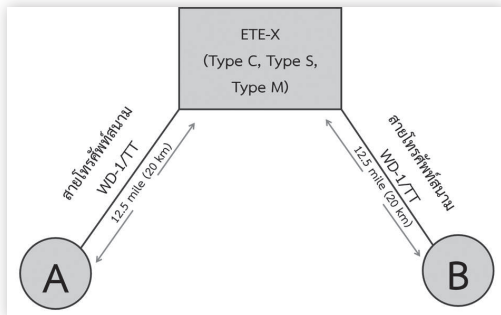 ETE-X
(Type C, Type S,
Type M)
สายโทรศัพท์สนาม
WD-1/TT
12.5 mile (20 km)
สายโทรศัพท์สนาม
WD-1/TT
12.5 mile (20 km)
A
B